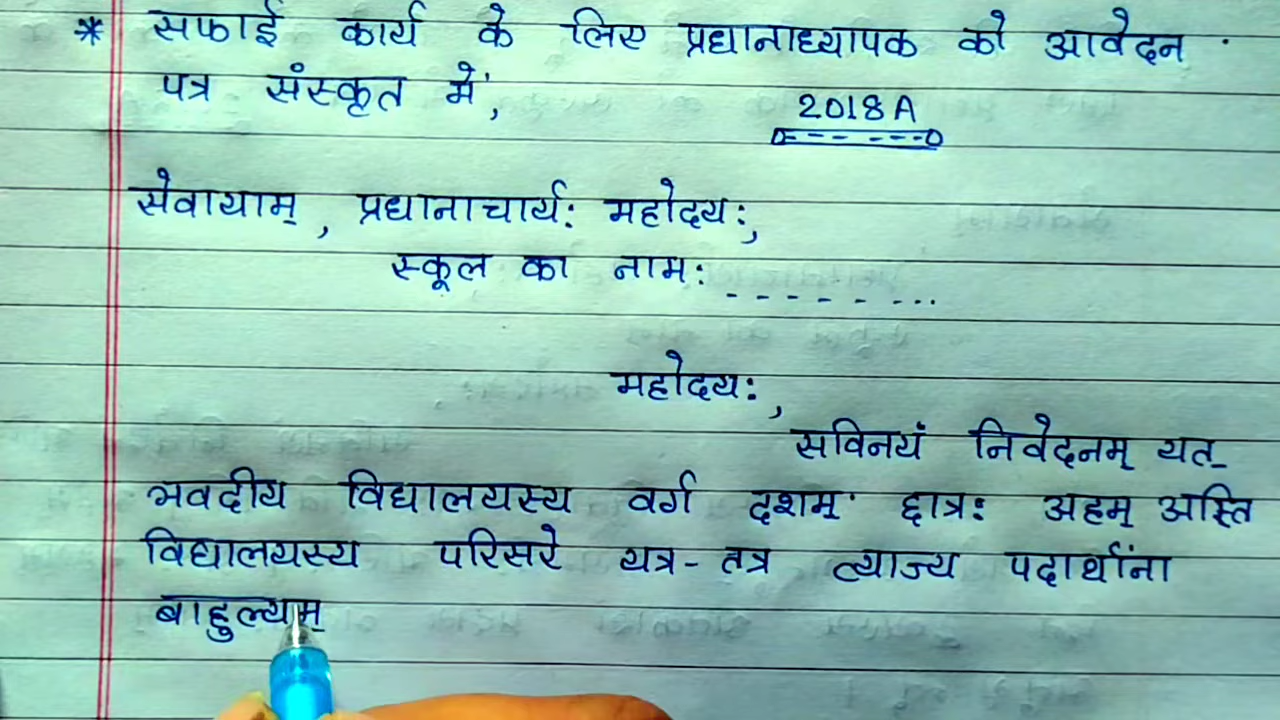 * सफाई कार्य के लिए प्रधानाध्यापक को आवेदन
पत्र संस्कृत में,
2018A
सेवायाम्, प्रधानाचार्य: महोदय:,
स्कूल का नाम: - - - - - ...
महोदय:,
सविनयं निवेदनम् यत्
भवदीय विद्यालयस्य वर्ग दशम् छात्र: अहम् अस्ति
विद्यालयस्य परिसरे यत्र-तत्र त्याज्य पदार्थांना
बाहुल्यम्